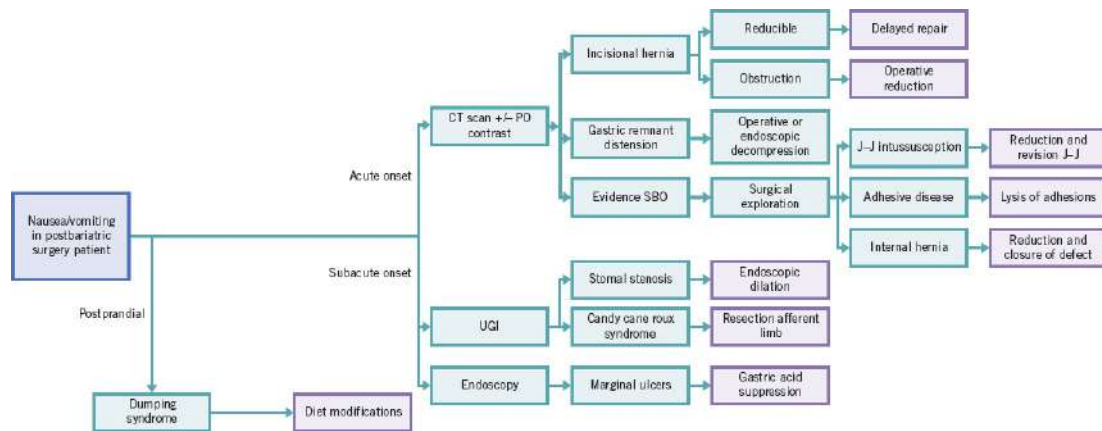 Reducible
Delayed repair
Incisional hernia
Obstruction
Operative
reduction
CT scan +/– PO
contrast
Gastric remnant
distension
Operative or
endoscopic
decompression
J–J intussusception
Reduction and
revision J–J
Acute onset
Evidence SBO
Surgical
exploration
Adhesive disease
Lysis of adhesions
Nausea/vomiting
in postbariatric
surgery patient
Internal hernia
Reduction and
closure of defect
Subacute onset
Stomal stenosis
Endoscopic
dilation
Postprandial
UGI
Candy cane roux
syndrome
Resection afferent
limb
Endoscopy
Marginal ulcers
Gastric acid
suppression
Dumping
syndrome
Diet modifications